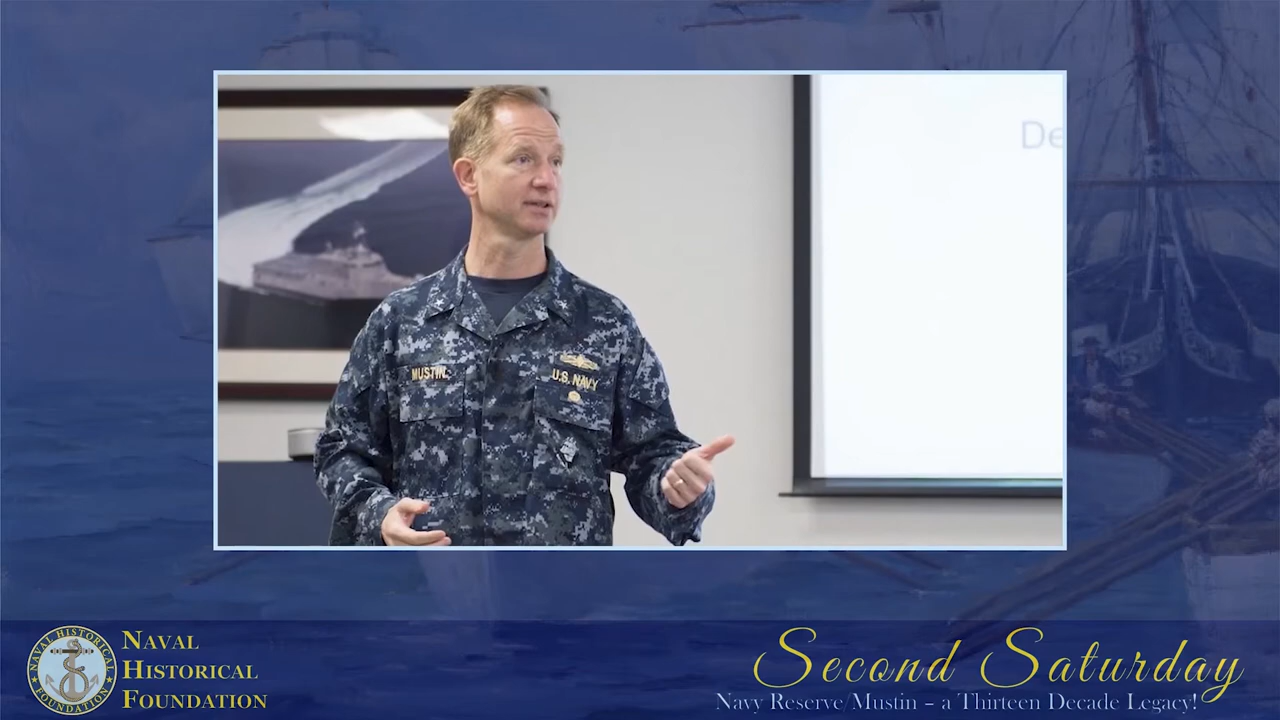 De
MUSTIN
U.S. NAVY
NAVAL HISTORICAL
FOUNDATION
NAVAL
HISTORICAL
FOUNDATION
Second Saturday
Navy Reserve/Mustin – a Thirteen Decade Legacy!